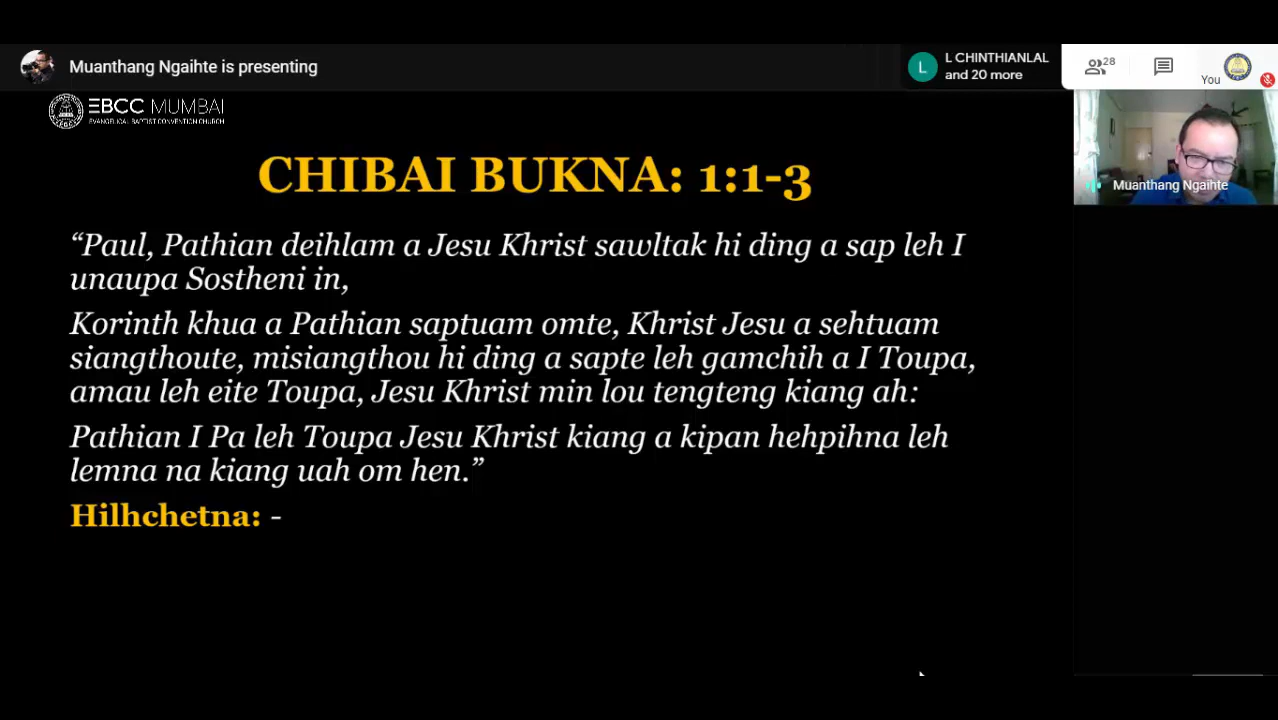 Muanthang Ngaihte is presenting
L
L CHINTHIANLAL
and 20 more
28
You
EBCC MUMBAI
EVANGELICAL BAPTIST CONVENTION CHURCH
Muanthang Ngaihte
CHIBAI BUKNA: 1:1-3
“Paul, Pathian deihlam a Jesu Khrist sawltak hi ding a sap leh I
unaupa Sostheni in,
Korinth khua a Pathian saptuam omte, Khrist Jesu a sehtuam
siangthoute, misiangthou hi ding a sapte leh gamchih a I Toupa,
amau leh eite Toupa, Jesu Khrist min lou tengteng kiang ah:
Pathian I Pa leh Toupa Jesu Khrist kiang a kipan hehpihna leh
lemna na kiang uah om hen.”
Hilhchetna: -